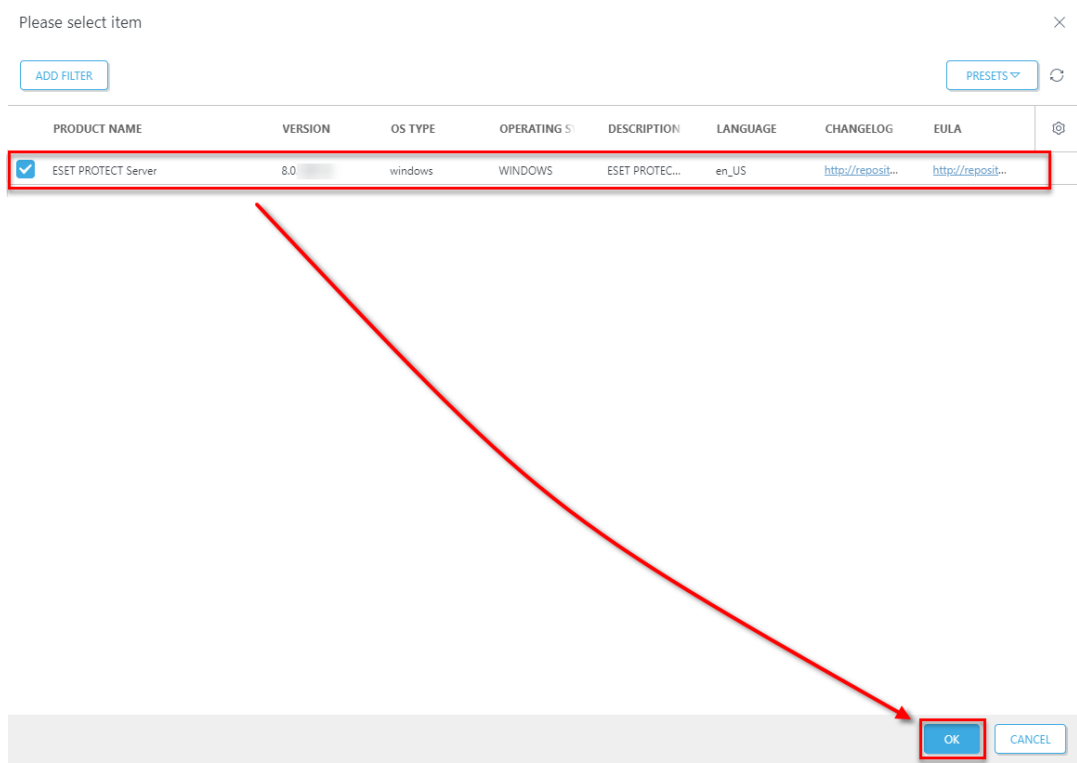 Please select item
ADD FILTER PRESETS
PRODUCT NAME VERSION OS TYPE OPERATING S DESCRIPTION LANGUAGE CHANGELOG EULA
ESET PROTECT Server 8.0 windows WINDOWS ESET PROTEC... en_US http://reposit... http://reposit...
OK CANCEL